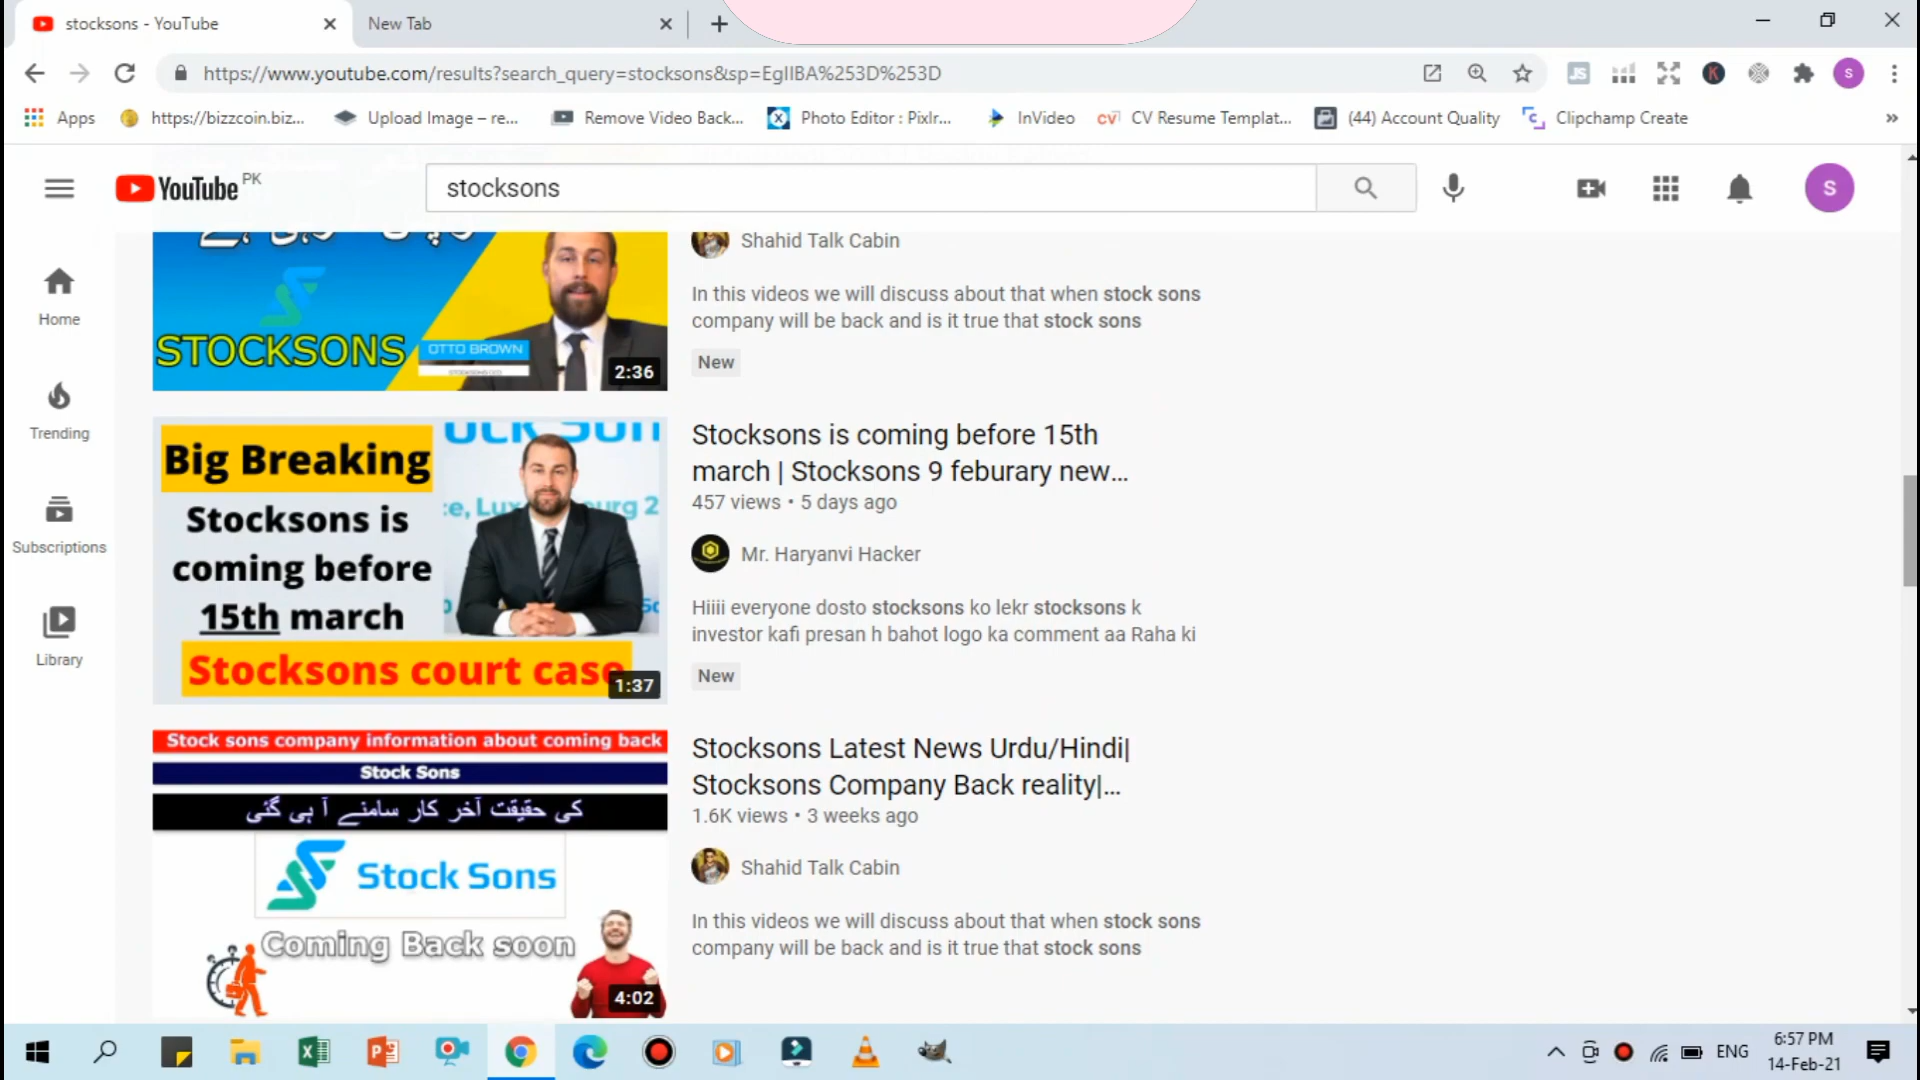 stocksons - YouTube
New Tab
https://www.youtube.com/results?search_query=stocksons&sp=EgIIBA%253D%253D
Apps
https://bizzcoin.biz...
Upload Image – re...
Remove Video Back...
Photo Editor : Pixlr...
InVideo
CV Resume Templat...
(44) Account Quality
Clipchamp Create
YouTube PK
stocksons
S
Home
Trending
Subscriptions
Library
STOCKSONS
OTTO BROWN
2:36
Shahid Talk Cabin
In this videos we will discuss about that when stock sons
company will be back and is it true that stock sons
New
Big Breaking
Stocksons is
coming before
15th march
Stocksons court case
1:37
Stocksons is coming before 15th
march | Stocksons 9 feburary new...
457 views • 5 days ago
Mr. Haryanvi Hacker
Hiiii everyone dosto stocksons ko lekr stocksons k
investor kafi presan h bahot logo ka comment aa Raha ki
New
Stock sons company information about coming back
Stock Sons
کی حقیقت آخر کار سامنے آ ہی گئی
Stock Sons
Coming Back soon
4:02
Stocksons Latest News Urdu/Hindi|
Stocksons Company Back reality|...
1.6K views • 3 weeks ago
Shahid Talk Cabin
In this videos we will discuss about that when stock sons
company will be back and is it true that stock sons
ENG
6:57 PM
14-Feb-21